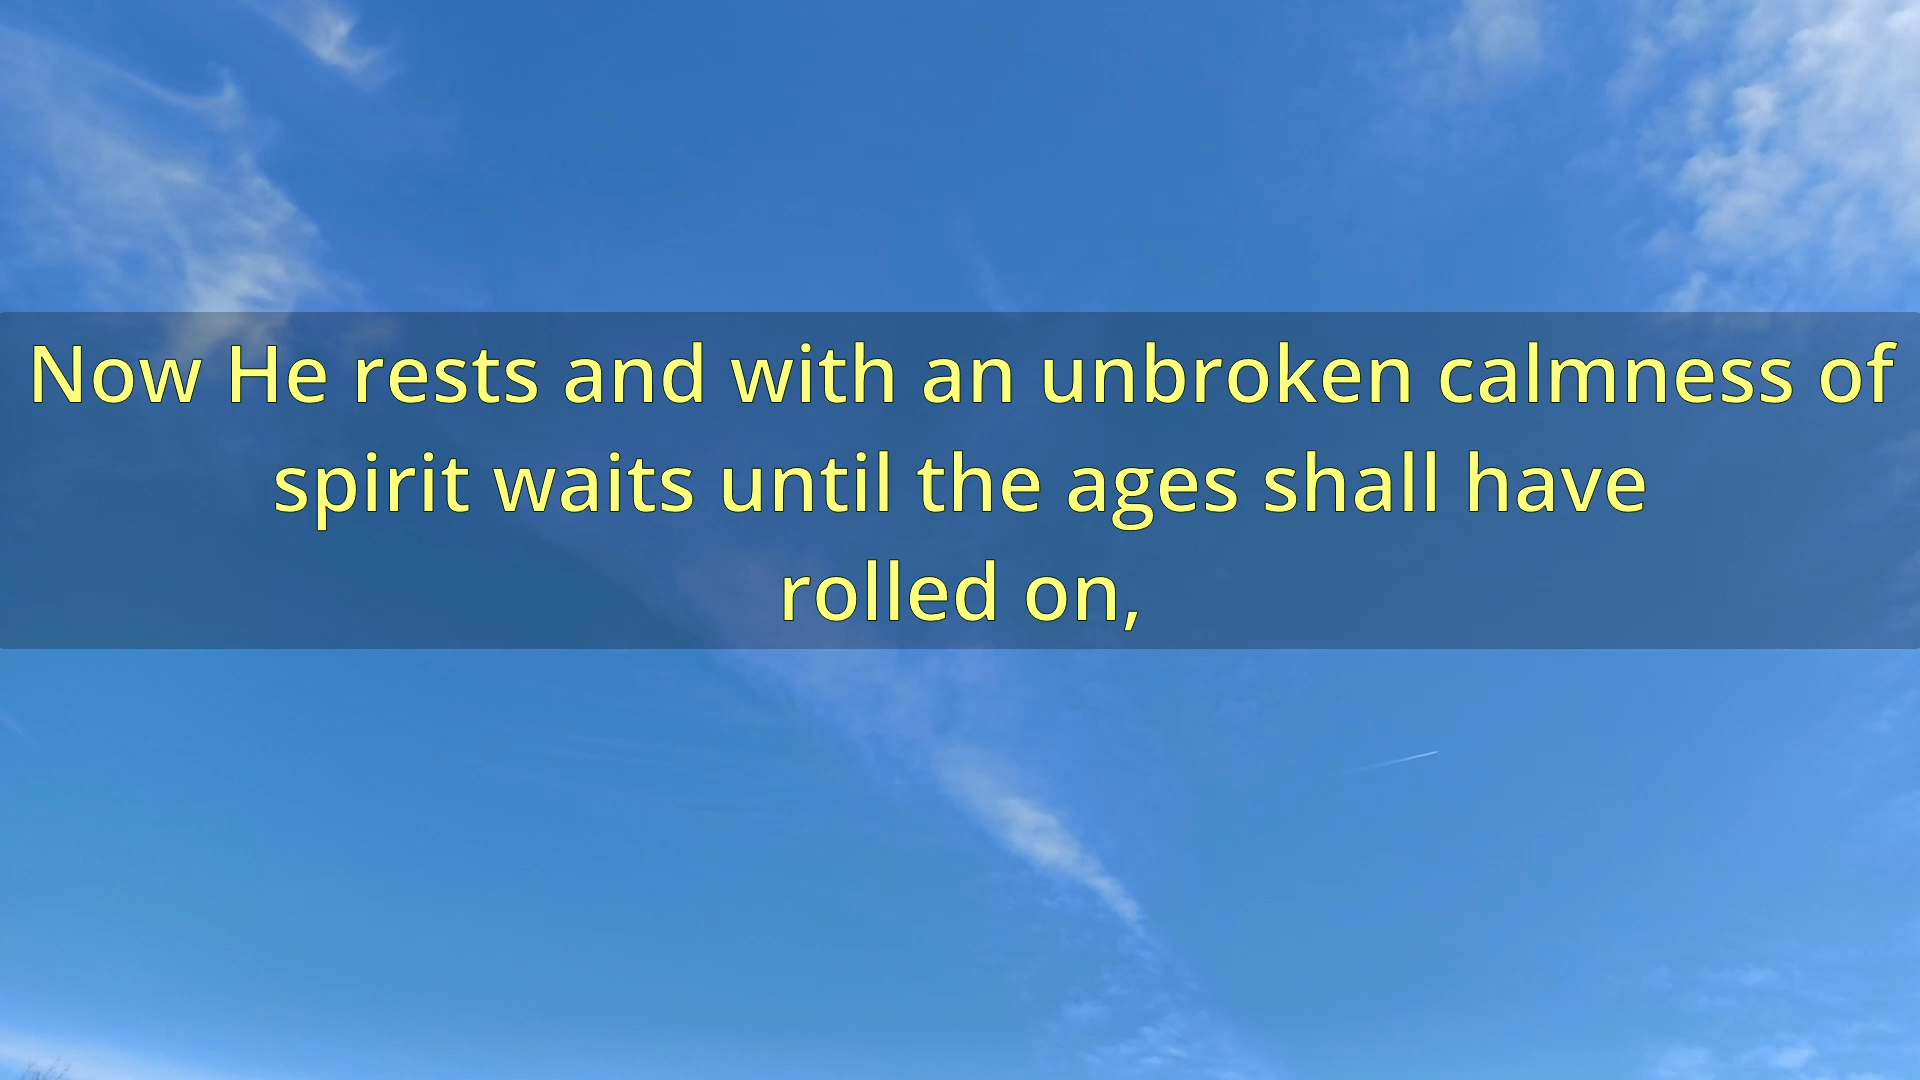 Now He rests and with an unbroken calmness of
spirit waits until the ages shall have
rolled on,